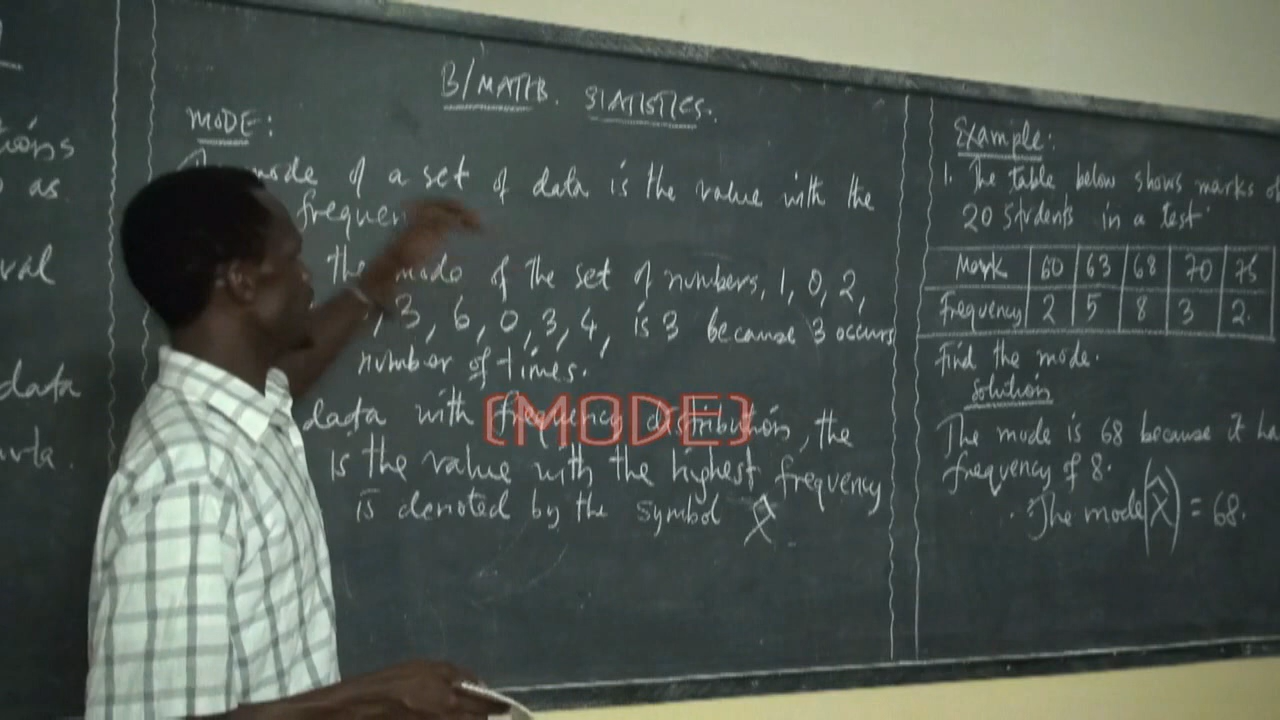 tions
as
val
data
B/MATHS. STATISTICS.
MODE:
mode of a set of data is the value with the
frequen
the mode of the set of numbers, 1, 0, 2,
, 3, 6, 0, 3, 4, is 3 because 3 occurs
number of times.
data with frequency distribution, the
is the value with the highest frequency
is denoted by the symbol X̂
(MODE)
Example:
1. The table below shows marks of
20 students in a test.
Mark 60 63 68 70 75
Frequency 2 5 8 3 2
Find the mode.
Solution
The mode is 68 because it ha
frequency of 8.
The mode (X̂) = 68.